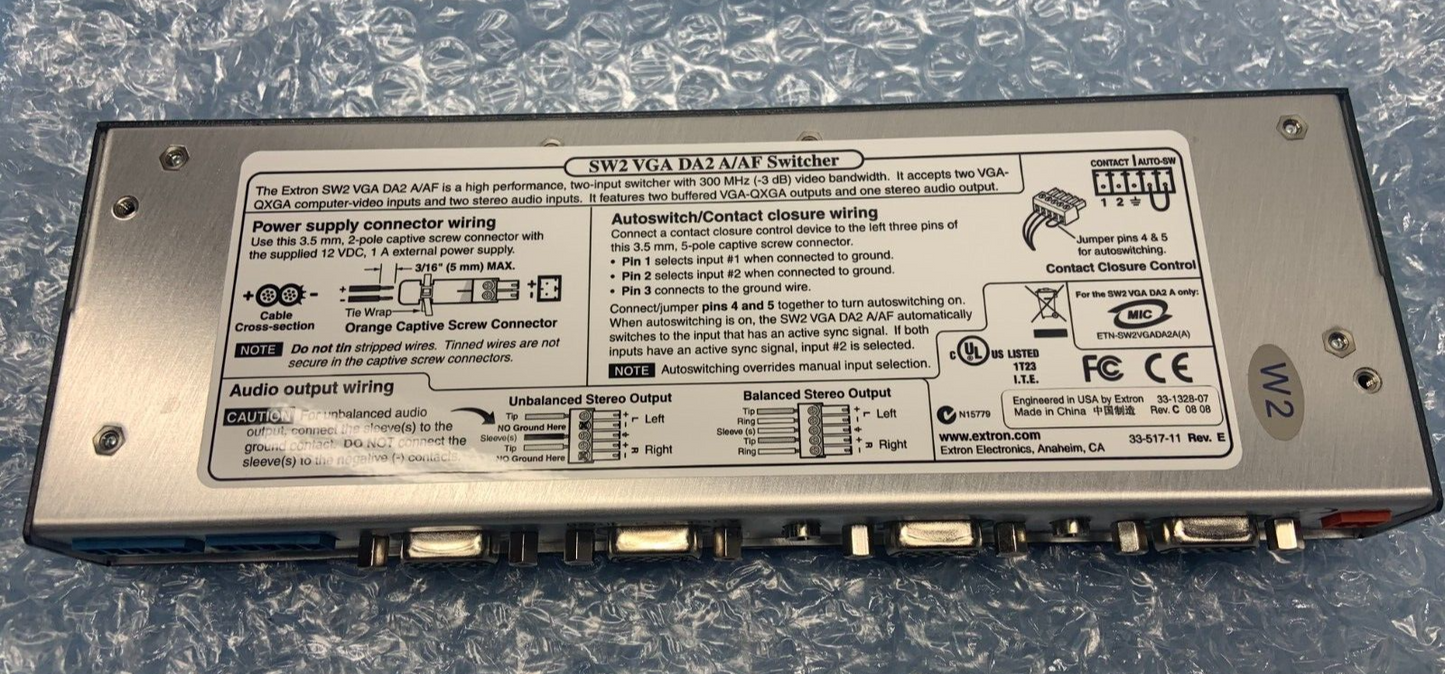 SW2 VGA DA2 A/AF Switcher
The Extron SW2 VGA DA2 A/AF is a high performance, two-input switcher with 300 MHz (-3 dB) video bandwidth. It accepts two VGA-
QXGA computer-video inputs and two stereo audio inputs. It features two buffered VGA-QXGA outputs and one stereo audio output.
Power supply connector wiring
Use this 3.5 mm, 2-pole captive screw connector with
the supplied 12 VDC, 1 A external power supply.
3/16" (5 mm) MAX.
+ -
+
-
+
-
Cable
Cross-section
Tie Wrap
Orange Captive Screw Connector
NOTE Do not tin stripped wires. Tinned wires are not
secure in the captive screw connectors.
Autoswitch/Contact closure wiring
Connect a contact closure control device to the left three pins of
this 3.5 mm, 5-pole captive screw connector.
• Pin 1 selects input #1 when connected to ground.
• Pin 2 selects input #2 when connected to ground.
• Pin 3 connects to the ground wire.
Connect/jumper pins 4 and 5 together to turn autoswitching on.
When autoswitching is on, the SW2 VGA DA2 A/AF automatically
switches to the input that has an active sync signal. If both
inputs have an active sync signal, input #2 is selected.
NOTE Autoswitching overrides manual input selection.
CONTACT AUTO-SW
1 2
Jumper pins 4 & 5
for autoswitching.
Contact Closure Control
For the SW2 VGA DA2 A only:
MIC
ETN-SW2VGADA2A(A)
C UL US LISTED
1T23
I.T.E.
FC CE
N15779
Engineered in USA by Extron 33-1328-07
Made in China 中国制造 Rev. C 08 08
www.extron.com 33-517-11 Rev. E
Extron Electronics, Anaheim, CA
Audio output wiring
CAUTION For unbalanced audio
output, connect the sleeve(s) to the
ground contact. DO NOT connect the
sleeve(s) to the negative (-) contacts.
Unbalanced Stereo Output
Tip
NO Ground Here
Sleeve(s)
Tip
NO Ground Here
L Left
R Right
Balanced Stereo Output
Tip
Ring
Sleeve (s)
Tip
Ring
L Left
R Right
W2